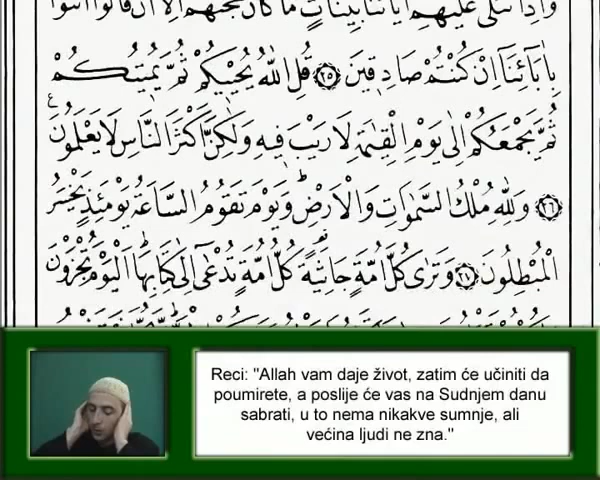 وَإِذَا تُتْلَىٰ عَلَيْهِمْ آيَاتُنَا بَيِّنَاتٍ مَا كَانَ حُجَّتَهُمْ إِلَّا أَنْ قَالُوا ائْتُوا
بِآبَائِنَا إِنْ كُنْتُمْ صَادِقِينَ ﴿٢٥﴾ قُلِ اللَّهُ يُحْيِيكُمْ ثُمَّ يُمِيتُكُمْ
ثُمَّ يَجْمَعُكُمْ إِلَىٰ يَوْمِ الْقِيٰمَةِ لَا رَيْبَ فِيهِ وَلَٰكِنَّ أَكْثَرَ النَّاسِ لَا يَعْلَمُونَ
﴿٢٦﴾ وَلِلَّهِ مُلْكُ السَّمٰوَاتِ وَالْأَرْضِ وَيَوْمَ تَقُومُ السَّاعَةُ يَوْمَئِذٍ يَخْسَرُ
الْمُبْطِلُونَ ﴿٢٧﴾ وَتَرَىٰ كُلَّ أُمَّةٍ جَاثِيَةً كُلُّ أُمَّةٍ تُدْعَىٰ إِلَىٰ كِتَابِهَا الْيَوْمَ تُجْزَوْنَ
Reci: "Allah vam daje život, zatim će učiniti da
poumirete, a poslije će vas na Sudnjem danu
sabrati, u to nema nikakve sumnje, ali
većina ljudi ne zna."